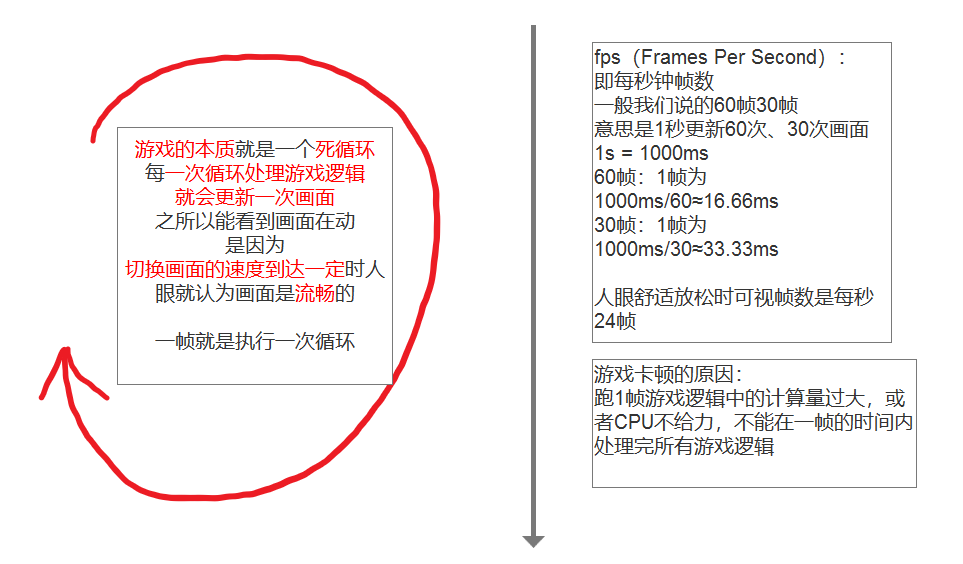 游戏的本质就是一个死循环
每一次循环处理游戏逻辑
就会更新一次画面
之所以能看到画面在动
是因为
切换画面的速度到达一定时人
眼就认为画面是流畅的
一帧就是执行一次循环
fps（Frames Per Second）：
即每秒钟帧数
一般我们说的60帧30帧
意思是1秒更新60次、30次画面
1s = 1000ms
60帧：1帧为
1000ms/60≈16.66ms
30帧：1帧为
1000ms/30≈33.33ms
人眼舒适放松时可视帧数是每秒
24帧
游戏卡顿的原因：
跑1帧游戏逻辑中的计算量过大，或
者CPU不给力，不能在一帧的时间内
处理完所有游戏逻辑